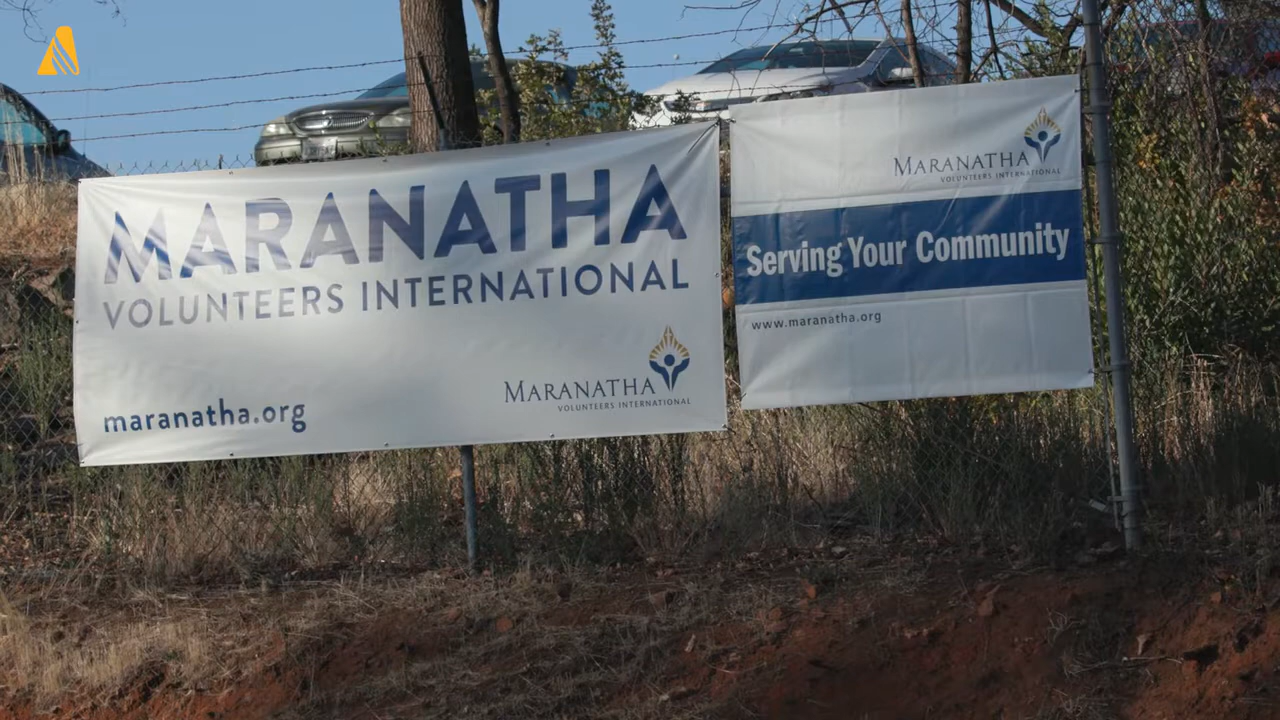 MARANATHA
VOLUNTEERS INTERNATIONAL
MARANATHA
VOLUNTEERS INTERNATIONAL
maranatha.org
MARANATHA
VOLUNTEERS INTERNATIONAL
Serving Your Community
www.maranatha.org